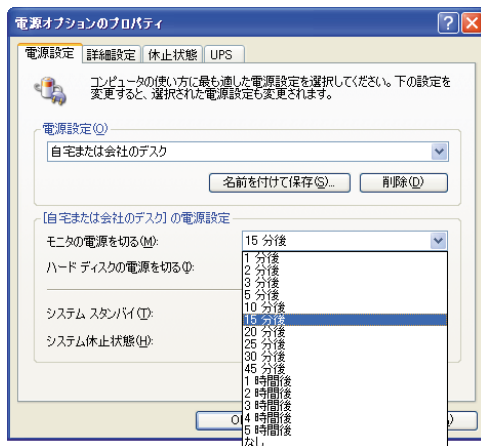 電源オプションのプロパティ
電源設定 詳細設定 休止状態 UPS
コンピュータの使い方に最も適した電源設定を選択してください。下の設定を
変更すると、選択された電源設定も変更されます。
電源設定(O)
自宅または会社のデスク
名前を付けて保存(S)... 削除(D)
[自宅または会社のデスク] の電源設定
モニタの電源を切る(M): 15 分後
ハード ディスクの電源を切る(I):
システム スタンバイ(T):
システム休止状態(H):
1 分後
2 分後
3 分後
5 分後
10 分後
15 分後
20 分後
25 分後
30 分後
45 分後
1 時間後
2 時間後
3 時間後
4 時間後
5 時間後
なし